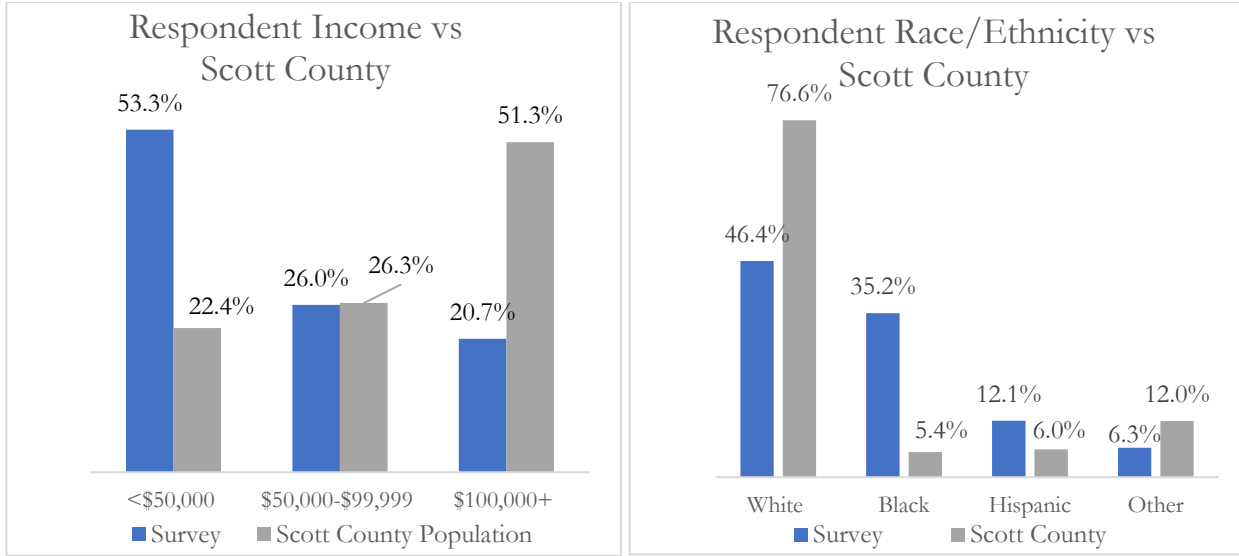 Respondent Income vs
Scott County
53.3%
22.4%
26.0%
26.3%
20.7%
51.3%
<$50,000
$50,000-$99,999
$100,000+
Survey
Scott County Population
Respondent Race/Ethnicity vs
Scott County
46.4%
76.6%
35.2%
5.4%
12.1%
6.0%
6.3%
12.0%
White
Black
Hispanic
Other
Survey
Scott County